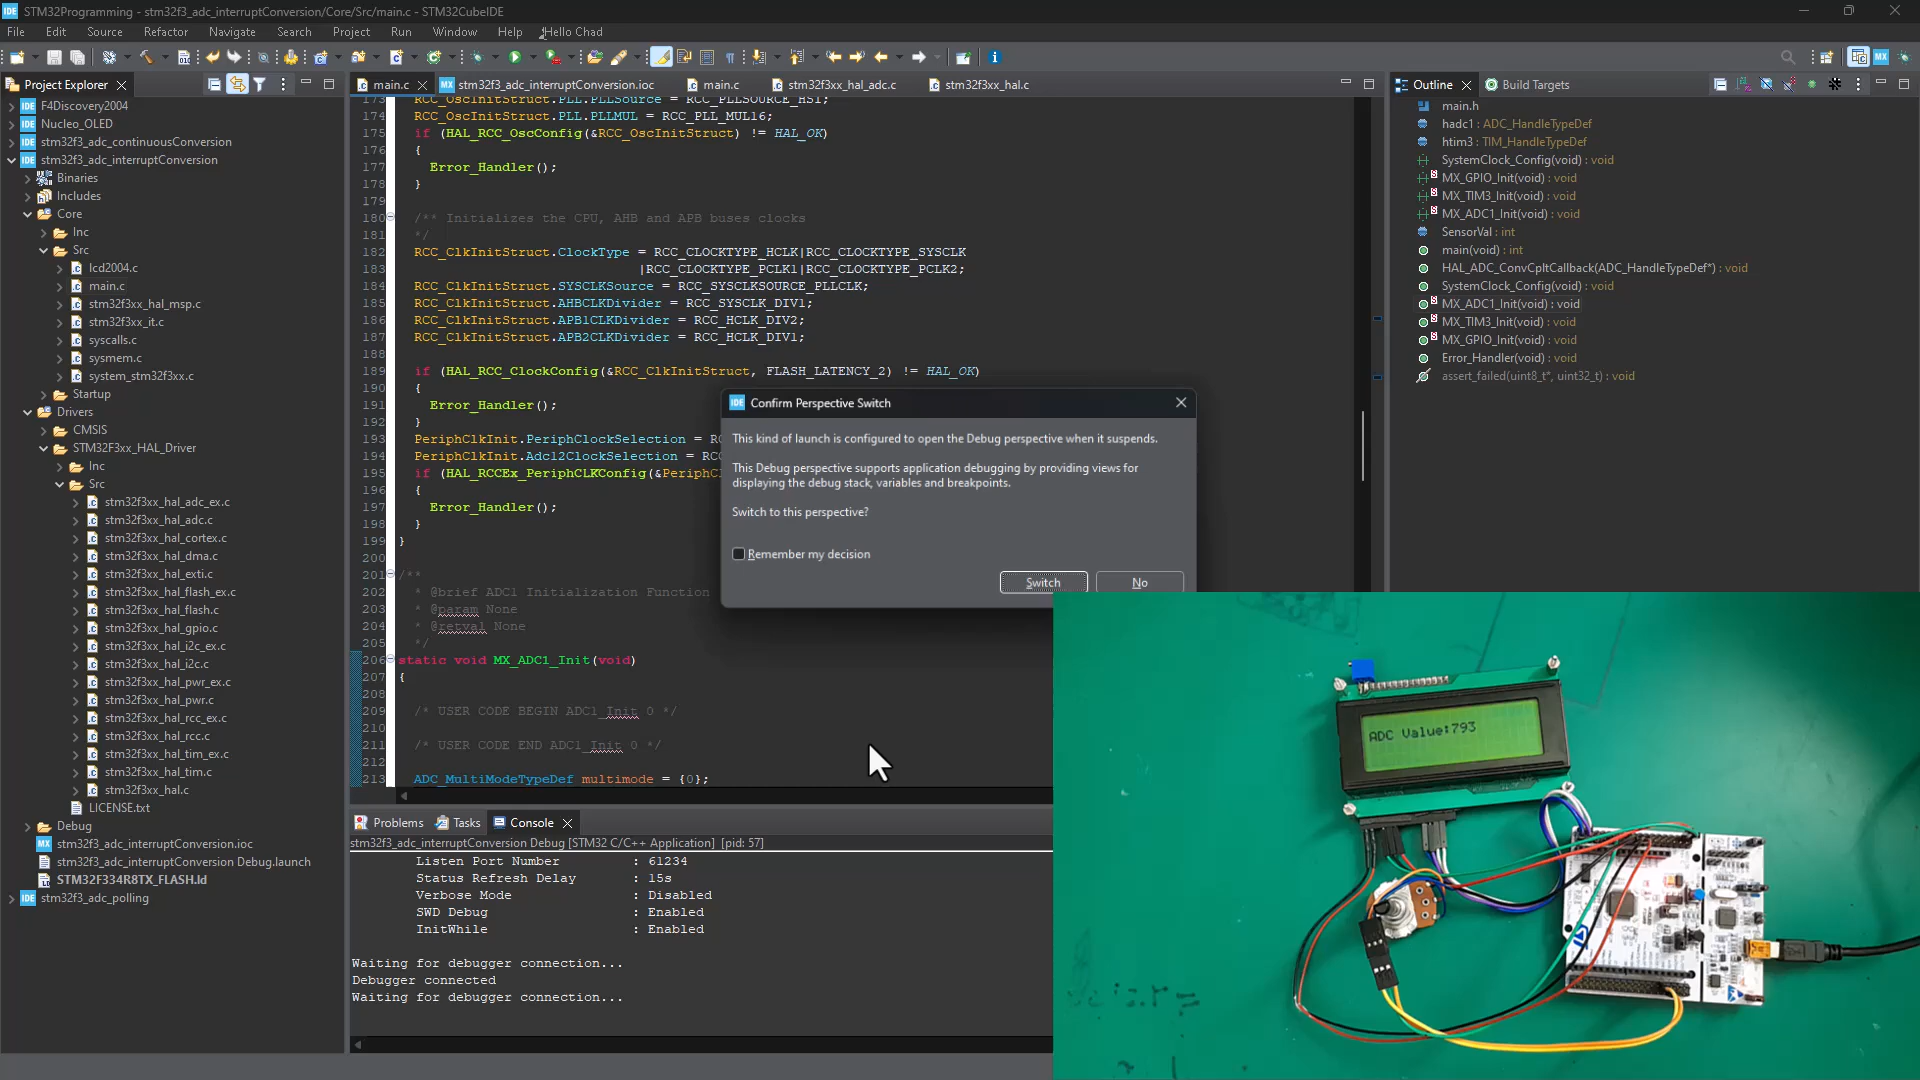 IDE STM32Programming - stm32f3_adc_interruptConversion/Core/Src/main.c - STM32CubeIDE
File Edit Source Refactor Navigate Search Project Run Window Help Hello Chad
Project Explorer
F4Discovery2004
Nucleo_OLED
stm32f3_adc_continuousConversion
stm32f3_adc_interruptConversion
Binaries
Includes
Core
Inc
Src
lcd2004.c
main.c
stm32f3xx_hal_msp.c
stm32f3xx_it.c
syscalls.c
sysmem.c
system_stm32f3xx.c
Startup
Drivers
CMSIS
STM32F3xx_HAL_Driver
Inc
Src
stm32f3xx_hal_adc_ex.c
stm32f3xx_hal_adc.c
stm32f3xx_hal_cortex.c
stm32f3xx_hal_dma.c
stm32f3xx_hal_exti.c
stm32f3xx_hal_flash_ex.c
stm32f3xx_hal_flash.c
stm32f3xx_hal_gpio.c
stm32f3xx_hal_i2c_ex.c
stm32f3xx_hal_i2c.c
stm32f3xx_hal_pwr_ex.c
stm32f3xx_hal_pwr.c
stm32f3xx_hal_rcc_ex.c
stm32f3xx_hal_rcc.c
stm32f3xx_hal_tim_ex.c
stm32f3xx_hal_tim.c
stm32f3xx_hal.c
LICENSE.txt
Debug
stm32f3_adc_interruptConversion.ioc
stm32f3_adc_interruptConversion Debug.launch
STM32F334R8TX_FLASH.ld
stm32f3_adc_polling
main.c stm32f3_adc_interruptConversion.ioc main.c stm32f3xx_hal_adc.c stm32f3xx_hal.c
173 RCC_OscInitStruct.PLL.PLLSource = RCC_PLLSOURCE_HSI;
174 RCC_OscInitStruct.PLL.PLLMUL = RCC_PLL_MUL16;
175 if (HAL_RCC_OscConfig(&RCC_OscInitStruct) != HAL_OK)
176 {
177 Error_Handler();
178 }
179
180 /** Initializes the CPU, AHB and APB buses clocks
181 */
182 RCC_ClkInitStruct.ClockType = RCC_CLOCKTYPE_HCLK|RCC_CLOCKTYPE_SYSCLK
183 |RCC_CLOCKTYPE_PCLK1|RCC_CLOCKTYPE_PCLK2;
184 RCC_ClkInitStruct.SYSCLKSource = RCC_SYSCLKSOURCE_PLLCLK;
185 RCC_ClkInitStruct.AHBCLKDivider = RCC_SYSCLK_DIV1;
186 RCC_ClkInitStruct.APB1CLKDivider = RCC_HCLK_DIV2;
187 RCC_ClkInitStruct.APB2CLKDivider = RCC_HCLK_DIV1;
188
189 if (HAL_RCC_ClockConfig(&RCC_ClkInitStruct, FLASH_LATENCY_2) != HAL_OK)
190 {
191 Error_Handler();
192 }
193 PeriphClkInit.PeriphClockSelection = RC
194 PeriphClkInit.Adc12ClockSelection = RCC
195 if (HAL_RCCEx_PeriphCLKConfig(&PeriphCl
196 {
197 Error_Handler();
198 }
199 }
200
201 /**
202 * @brief ADC1 Initialization Function
203 * @param None
204 * @retval None
205 */
206 static void MX_ADC1_Init(void)
207 {
208
209 /* USER CODE BEGIN ADC1_Init 0 */
210
211 /* USER CODE END ADC1_Init 0 */
212
213 ADC_MultiModeTypeDef multimode = {0};
IDE Confirm Perspective Switch
This kind of launch is configured to open the Debug perspective when it suspends.
This Debug perspective supports application debugging by providing views for
displaying the debug stack, variables and breakpoints.
Switch to this perspective?
Remember my decision
Switch No
Problems Tasks Console
stm32f3_adc_interruptConversion Debug [STM32 C/C++ Application] [pid: 57]
Listen Port Number : 61234
Status Refresh Delay : 15s
Verbose Mode : Disabled
SWD Debug : Enabled
InitWhile : Enabled
Waiting for debugger connection...
Debugger connected
Waiting for debugger connection...
Outline Build Targets
main.h
hadc1 : ADC_HandleTypeDef
htim3 : TIM_HandleTypeDef
SystemClock_Config(void) : void
MX_GPIO_Init(void) : void
MX_TIM3_Init(void) : void
MX_ADC1_Init(void) : void
SensorVal : int
main(void) : int
HAL_ADC_ConvCpltCallback(ADC_HandleTypeDef*) : void
SystemClock_Config(void) : void
MX_ADC1_Init(void) : void
MX_TIM3_Init(void) : void
MX_GPIO_Init(void) : void
Error_Handler(void) : void
assert_failed(uint8_t*, uint32_t) : void
ADC Value:793